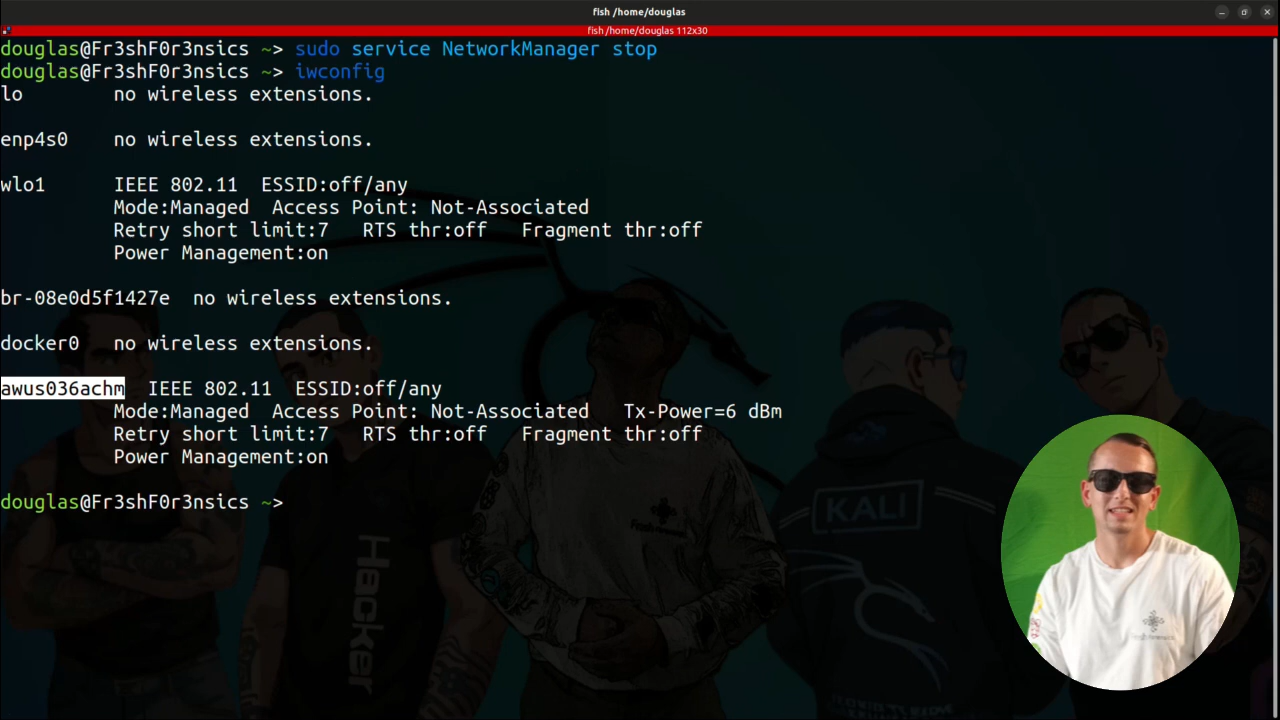 fish /home/douglas
fish /home/douglas 112x30
douglas@Fr3shF0r3nsics ~> sudo service NetworkManager stop
douglas@Fr3shF0r3nsics ~> iwconfig
lo        no wireless extensions.
enp4s0    no wireless extensions.
wlo1      IEEE 802.11  ESSID:off/any
          Mode:Managed  Access Point: Not-Associated
          Retry short limit:7   RTS thr:off   Fragment thr:off
          Power Management:on
br-08e0d5f1427e  no wireless extensions.
docker0   no wireless extensions.
awus036achm  IEEE 802.11  ESSID:off/any
          Mode:Managed  Access Point: Not-Associated   Tx-Power=6 dBm
          Retry short limit:7   RTS thr:off   Fragment thr:off
          Power Management:on
douglas@Fr3shF0r3nsics ~>
KALI
Hacker